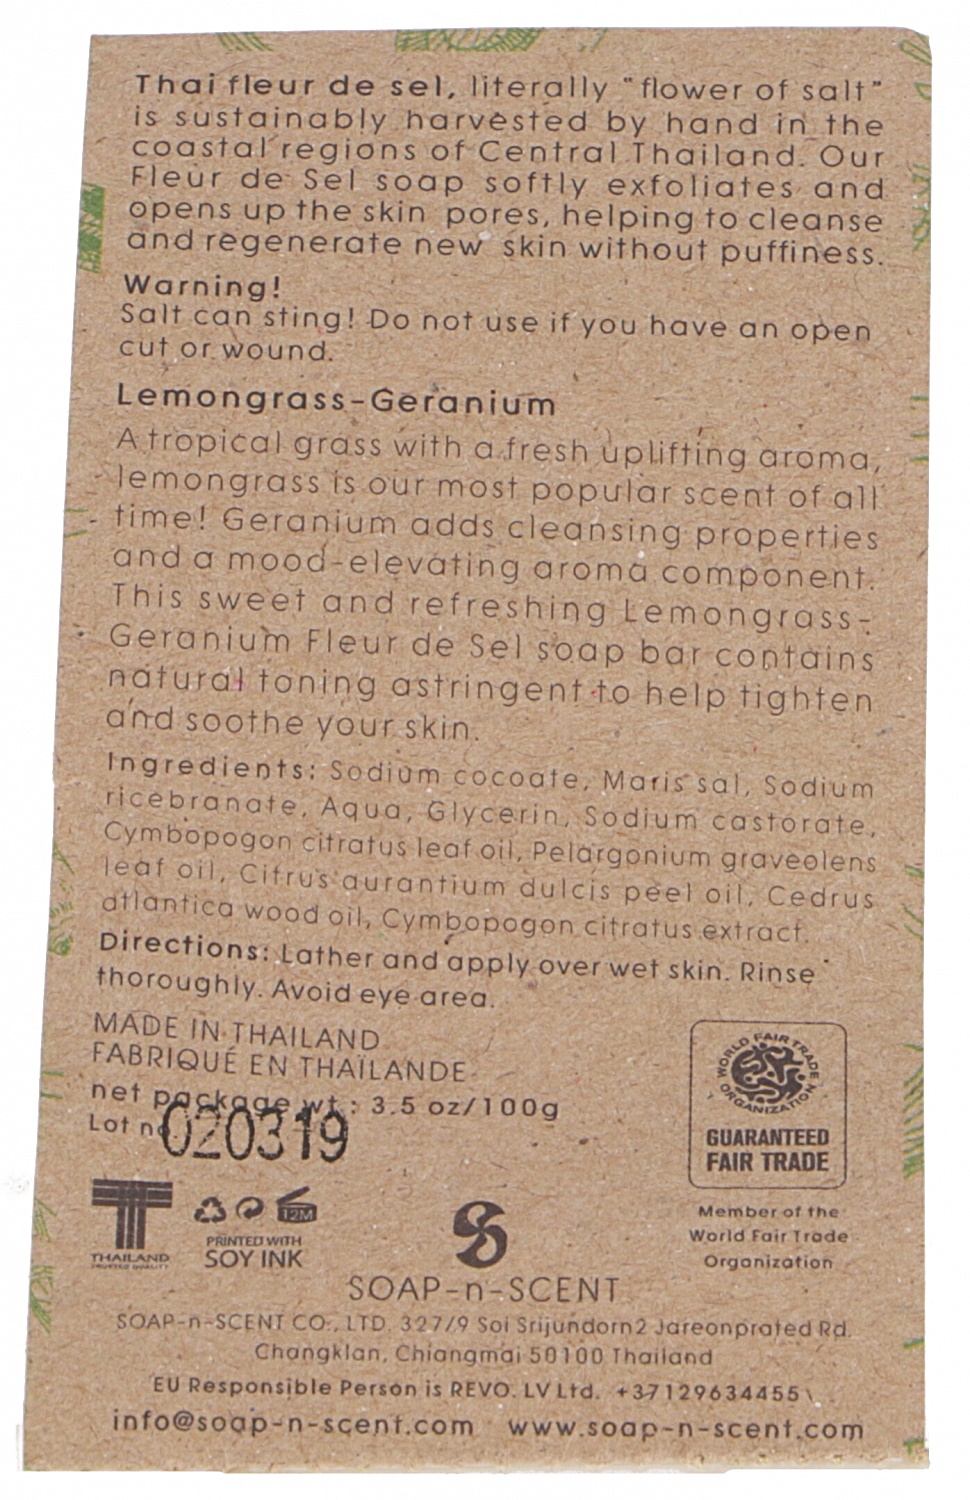 Thai fleur de sel, literally "flower of salt"
is sustainably harvested by hand in the
coastal regions of Central Thailand. Our
Fleur de Sel soap softly exfoliates and
opens up the skin pores, helping to cleanse
and regenerate new skin without puffiness.
Warning!
Salt can sting! Do not use if you have an open
cut or wound.
Lemongrass-Geranium
A tropical grass with a fresh uplifting aroma,
lemongrass is our most popular scent of all
time! Geranium adds cleansing properties
and a mood-elevating aroma component.
This sweet and refreshing Lemongrass-
Geranium Fleur de Sel soap bar contains
natural toning astringent to help tighten
and soothe your skin.
Ingredients: Sodium cocoate, Maris sal, Sodium
ricebranate, Aqua, Glycerin, Sodium castorate,
Cymbopogon citratus leaf oil, Pelargonium graveolens
leaf oil, Citrus aurantium dulcis peel oil, Cedrus
atlantica wood oil, Cymbopogon citratus extract.
Directions: Lather and apply over wet skin. Rinse
thoroughly. Avoid eye area.
MADE IN THAILAND
FABRIQUÉ EN THAÏLANDE
net package wt.: 3.5 oz/100g
Lot no 020319
WORLD FAIR TRADE
ORGANIZATION
GUARANTEED
FAIR TRADE
Member of the
World Fair Trade
Organization
THAILAND
TRUSTED QUALITY
12M
PRINTED WITH
SOY INK
SOAP-n-SCENT
SOAP-n-SCENT CO., LTD. 327/9 Soi Srijundorn2 Jareonprated Rd.
Changklan, Chiangmai 50100 Thailand
EU Responsible Person is REVO. LV Ltd. +37129634455
info@soap-n-scent.com www.soap-n-scent.com